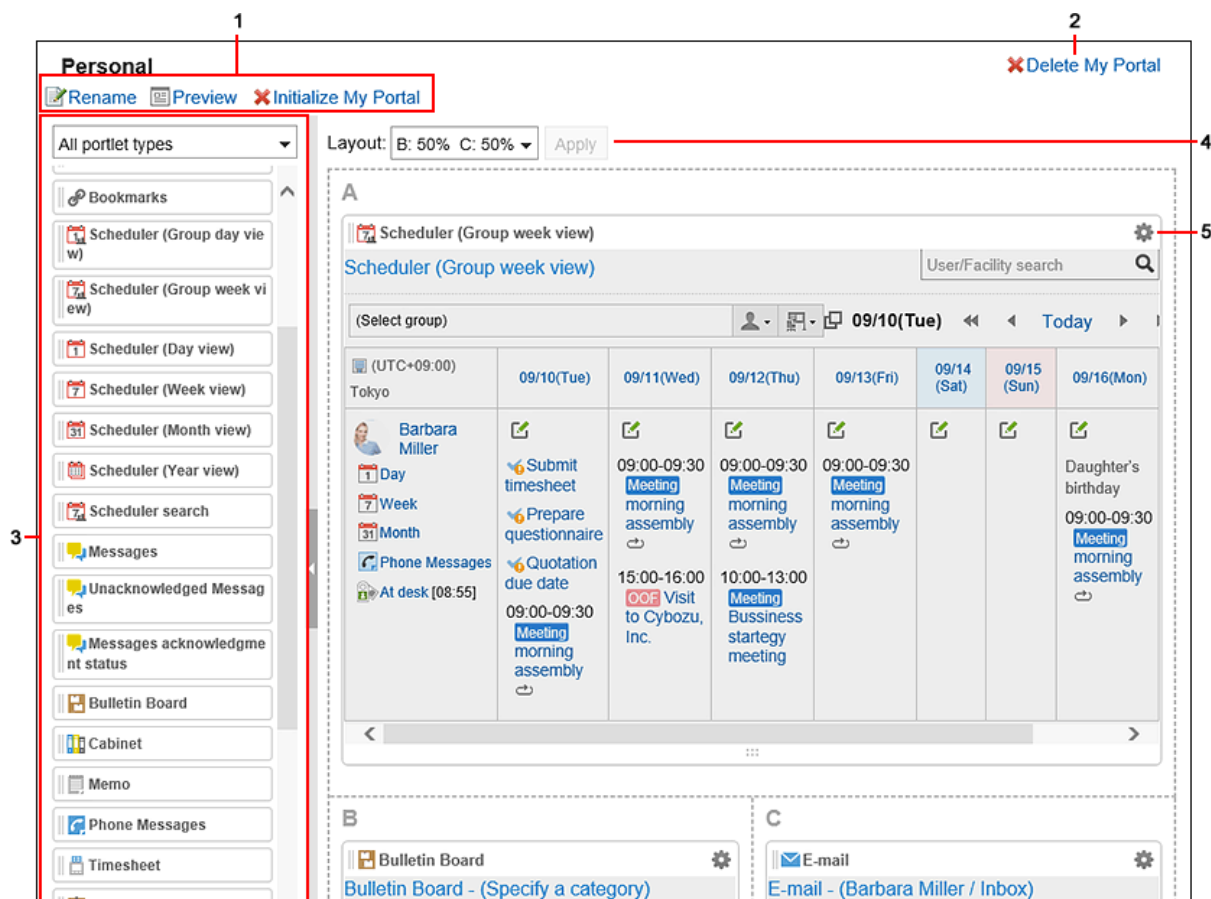 1
2
Personal
Delete My Portal
Rename Preview Initialize My Portal
All portlet types
Layout: B: 50% C: 50% Apply
4
Bookmarks
Scheduler (Group day vie
w)
Scheduler (Group week vi
ew)
Scheduler (Day view)
Scheduler (Week view)
Scheduler (Month view)
Scheduler (Year view)
Scheduler search
3
Messages
Unacknowledged Messag
es
Messages acknowledgme
nt status
Bulletin Board
Cabinet
Memo
Phone Messages
Timesheet
A
Scheduler (Group week view)
5
Scheduler (Group week view)
User/Facility search
(Select group)
09/10(Tue)
Today
(UTC+09:00)
Tokyo
09/10(Tue)
09/11(Wed)
09/12(Thu)
09/13(Fri)
09/14
(Sat)
09/15
(Sun)
09/16(Mon)
Barbara
Miller
Day
Week
Month
Phone Messages
At desk [08:55]
Submit
timesheet
Prepare
questionnaire
Quotation
due date
09:00-09:30
Meeting
morning
assembly
09:00-09:30
Meeting
morning
assembly
15:00-16:00
OOF Visit
to Cybozu,
Inc.
09:00-09:30
Meeting
morning
assembly
10:00-13:00
Meeting
Bussiness
startegy
meeting
09:00-09:30
Meeting
morning
assembly
Daughter's
birthday
09:00-09:30
Meeting
morning
assembly
B
Bulletin Board
Bulletin Board - (Specify a category)
C
E-mail
E-mail - (Barbara Miller / Inbox)